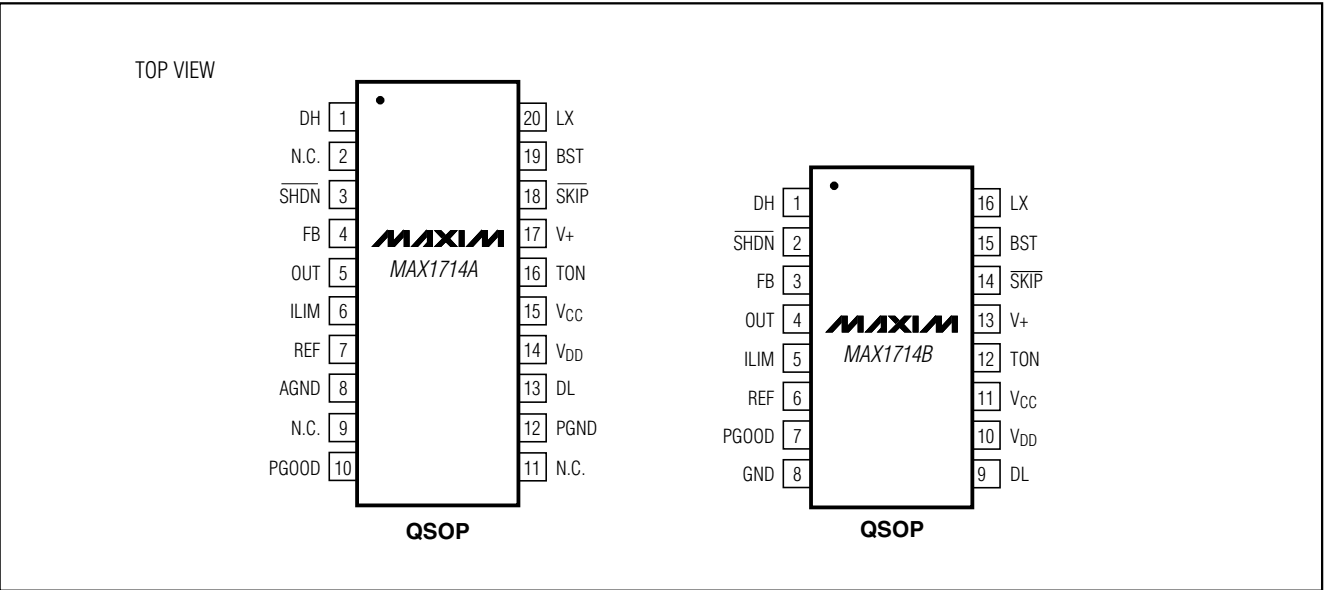 TOP VIEW
DH 1
N.C. 2
SHDN 3
FB 4
OUT 5
ILIM 6
REF 7
AGND 8
N.C. 9
PGOOD 10
MAXIM
MAX1714A
20 LX
19 BST
18 SKIP
17 V+
16 TON
15 VCC
14 VDD
13 DL
12 PGND
11 N.C.
QSOP
DH 1
SHDN 2
FB 3
OUT 4
ILIM 5
REF 6
PGOOD 7
GND 8
MAXIM
MAX1714B
16 LX
15 BST
14 SKIP
13 V+
12 TON
11 VCC
10 VDD
9 DL
QSOP